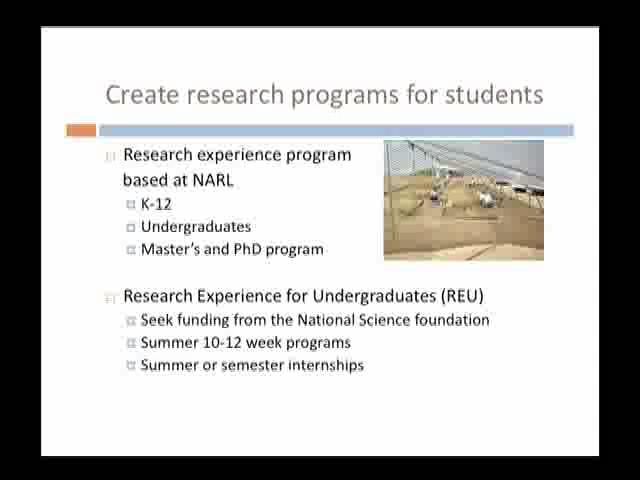 Create research programs for students
Research experience program
based at NARL
K-12
Undergraduates
Master's and PhD program
Research Experience for Undergraduates (REU)
Seek funding from the National Science foundation
Summer 10-12 week programs
Summer or semester internships